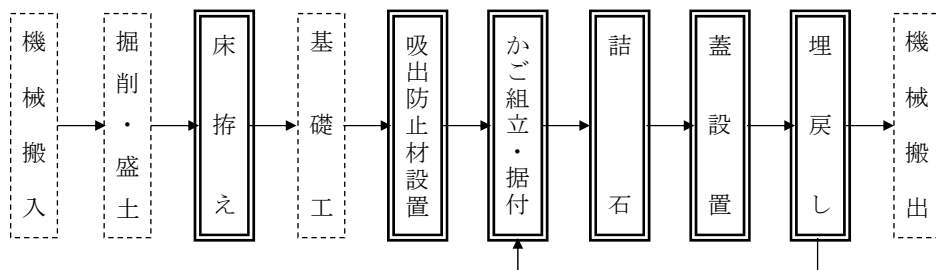 機械搬入
掘削・盛土
床拵え
基礎工
吸出防止材設置
かご組立・据付
詰石
蓋設置
埋戻し
機械搬出